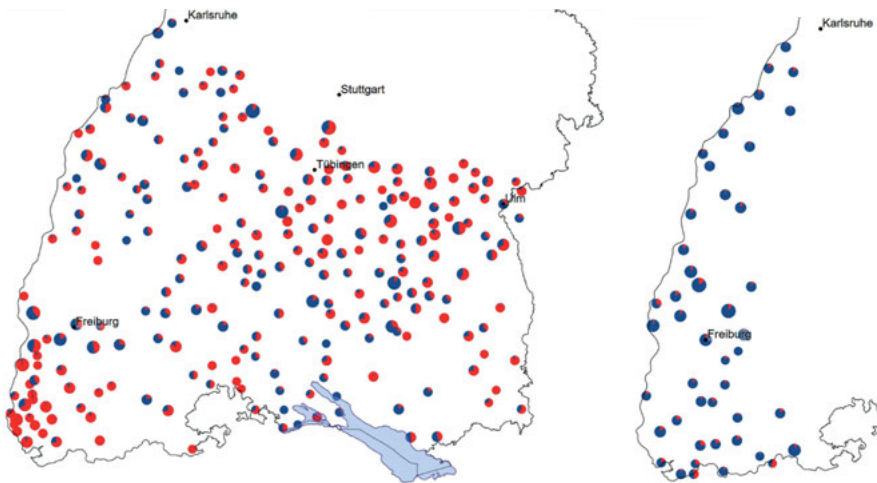 Karlsruhe
Stuttgart
Tübingen
Ulm
Freiburg
Karlsruhe
Freiburg